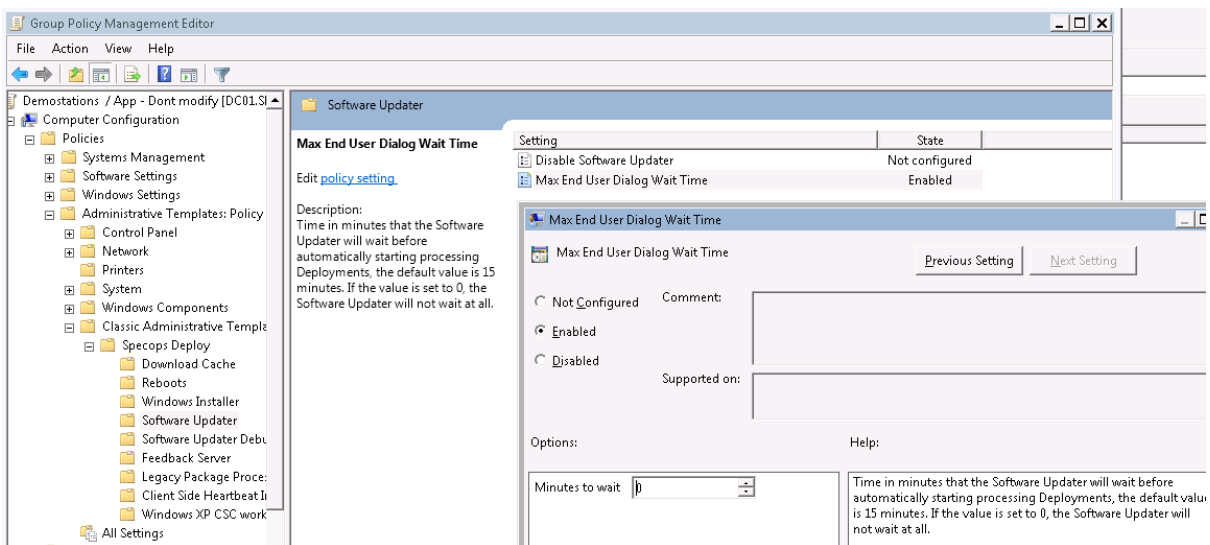 Group Policy Management Editor
File Action View Help
Demostations / App - Dont modify [DC01.
Computer Configuration
Policies
Systems Management
Software Settings
Windows Settings
Administrative Templates: Policy
Control Panel
Network
Printers
System
Windows Components
Classic Administrative Templa
Specops Deploy
Download Cache
Reboots
Windows Installer
Software Updater
Software Updater Debu
Feedback Server
Legacy Package Proce
Client Side Heartbeat I
Windows XP CSC work
All Settings
Software Updater
Max End User Dialog Wait Time
Edit policy setting
Description:
Time in minutes that the Software
Updater will wait before
automatically starting processing
Deployments, the default value is 15
minutes. If the value is set to 0, the
Software Updater will not wait at all.
Setting State
Disable Software Updater Not configured
Max End User Dialog Wait Time Enabled
Max End User Dialog Wait Time
Max End User Dialog Wait Time
Previous Setting Next Setting
Not Configured Comment:
Enabled
Disabled
Supported on:
Options: Help:
Minutes to wait 0
Time in minutes that the Software Updater will wait before
automatically starting processing Deployments, the default value
is 15 minutes. If the value is set to 0, the Software Updater will
not wait at all.